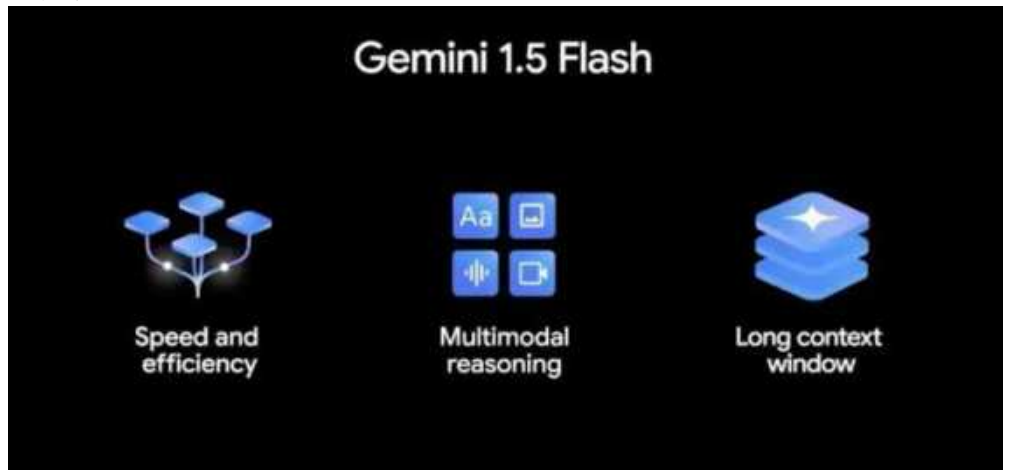 Gemini 1.5 Flash
Aa
Speed and
efficiency
Multimodal
reasoning
Long context
window